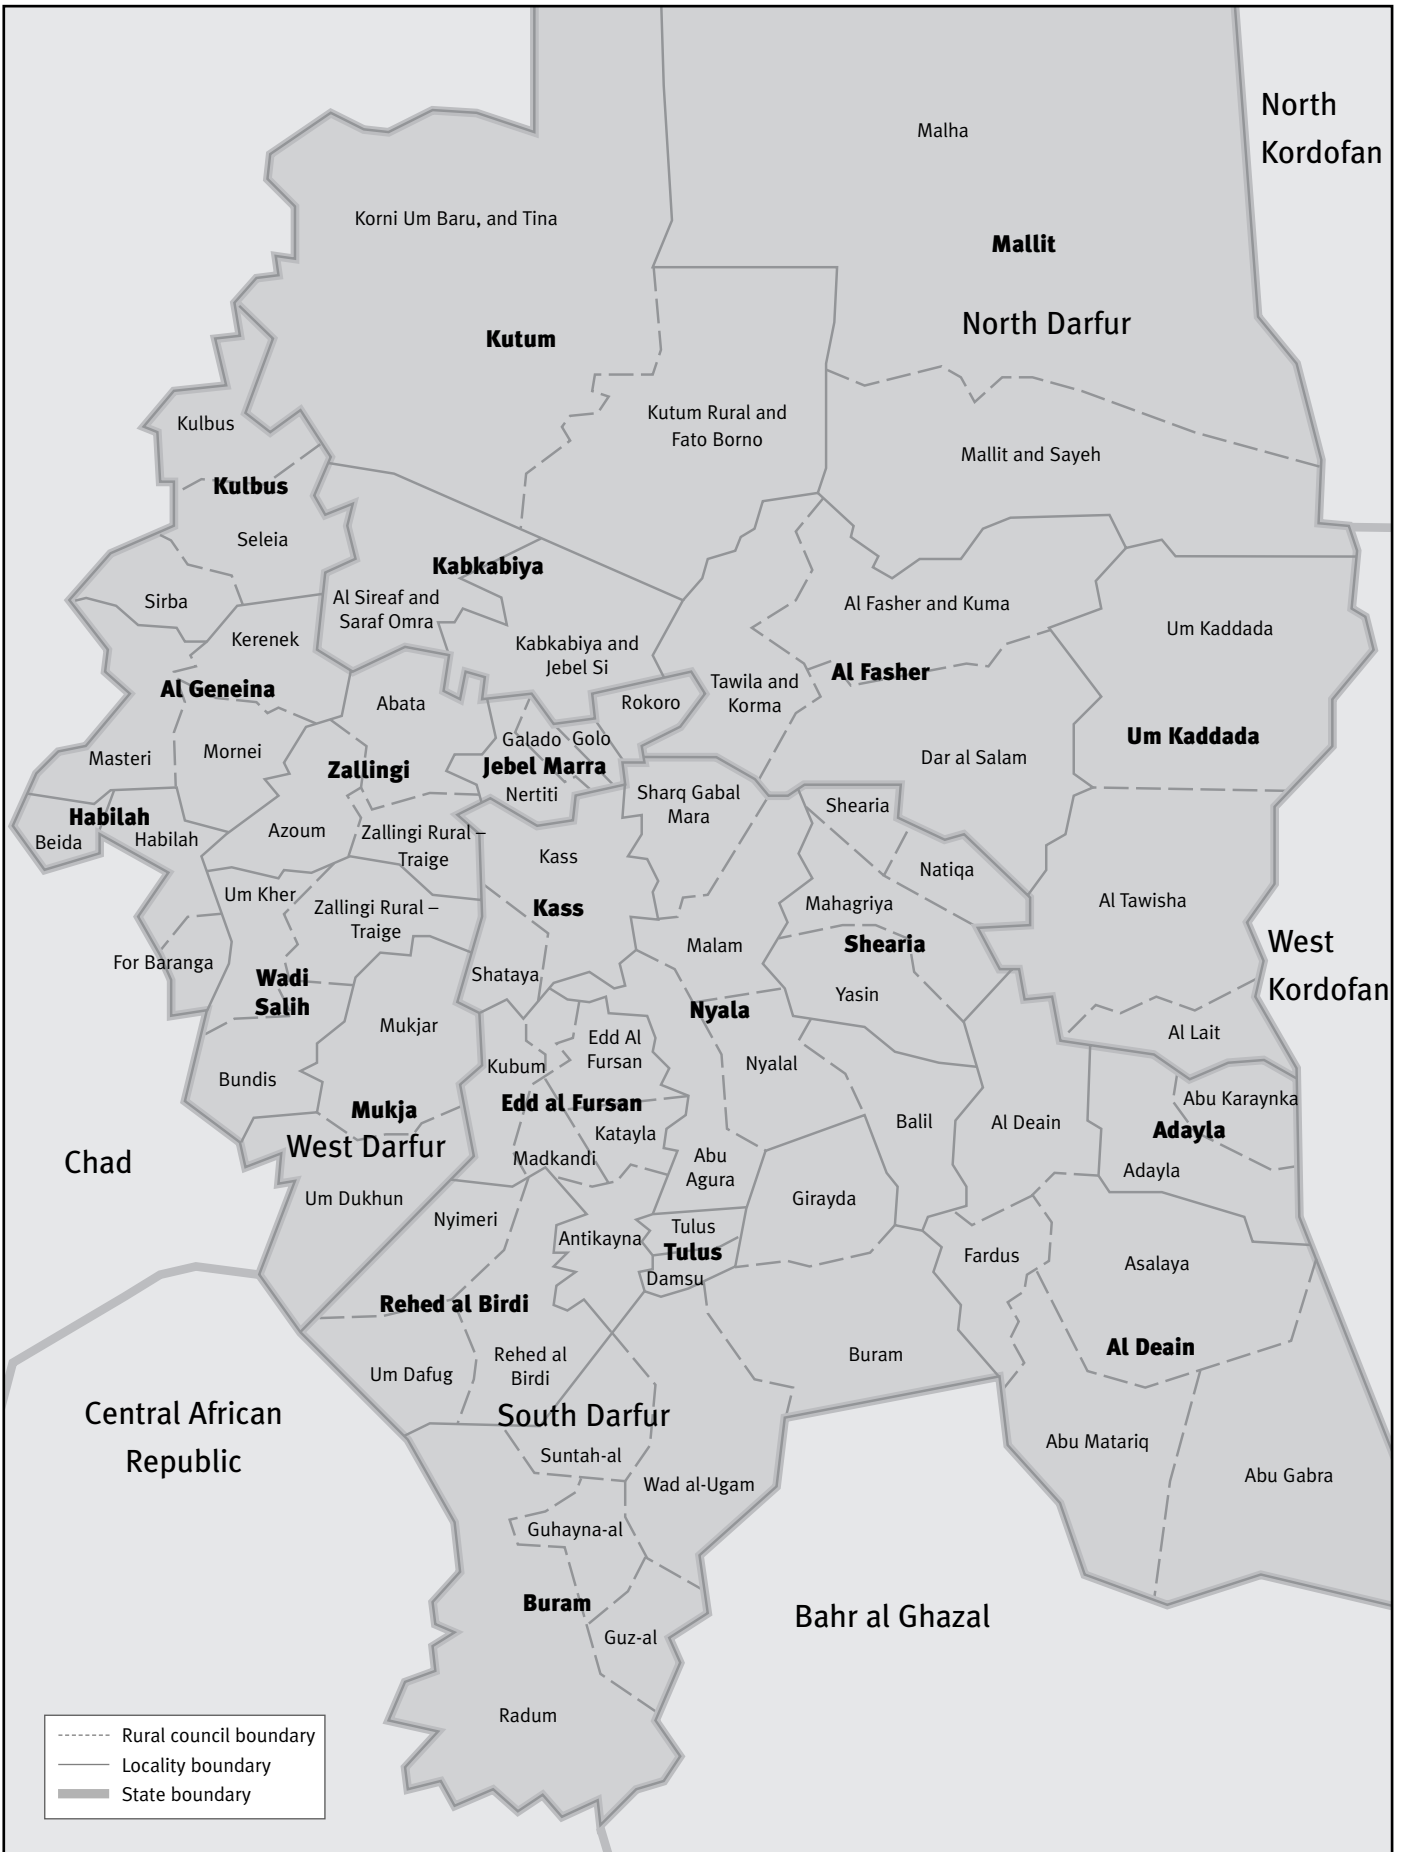 North
Kordofan
Malha
Korni Um Baru, and Tina
Mallit
North Darfur
Kutum
Kutum Rural and
Fato Borno
Kulbus
Mallit and Sayeh
Kulbus
Seleia
Kabkabiya
Al Sireaf and
Saraf Omra
Sirba
Al Fasher and Kuma
Um Kaddada
Kerenek
Kabkabiya and
Jebel Si
Al Fasher
Tawila and
Korma
Al Geneina
Abata
Rokoro
Um Kaddada
Galado
Golo
Mornei
Masteri
Dar al Salam
Zallingi
Jebel Marra
Nertiti
Sharq Gabal
Mara
Shearia
Habilah
Beida
Habilah
Azoum
Zallingi Rural –
Traige
Kass
Natiqa
Um Kher
Zallingi Rural –
Traige
Kass
Mahagriya
Al Tawisha
Malam
Shearia
West
Kordofan
For Baranga
Wadi
Salih
Shataya
Yasin
Nyala
Mukjar
Edd Al
Fursan
Al Lait
Kubum
Nyalal
Bundis
Abu Karaynka
Mukja
Edd al Fursan
Balil
Al Deain
Adayla
Katayla
West Darfur
Chad
Madkandi
Abu
Agura
Adayla
Um Dukhun
Girayda
Nyimeri
Tulus
Antikayna
Tulus
Fardus
Asalaya
Damsu
Rehed al Birdi
Al Deain
Buram
Rehed al
Birdi
Um Dafug
Central African
Republic
South Darfur
Suntah-al
Abu Matariq
Wad al-Ugam
Abu Gabra
Guhayna-al
Buram
Bahr al Ghazal
Guz-al
Radum
Rural council boundary
Locality boundary
State boundary